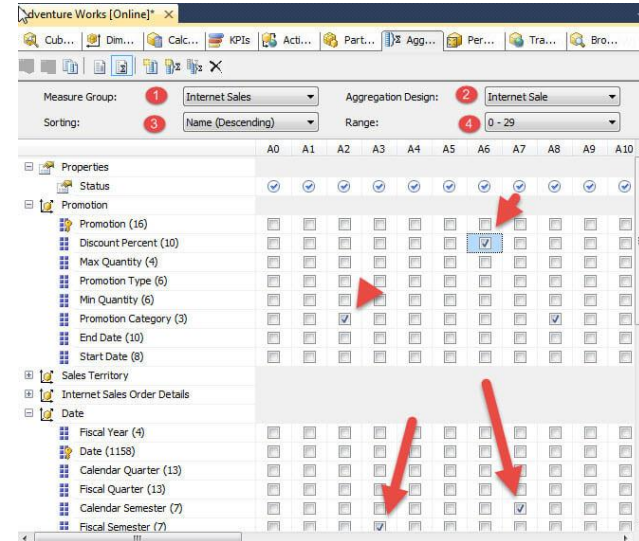 dventure Works [Online]* ×
Cub... Dim... Calc... KPIs Acti... Part... Agg... Per... Tra... Bro...
Measure Group: 1 Internet Sales Aggregation Design: 2 Internet Sale
Sorting: 3 Name (Descending) Range: 4 0 - 29
A0 A1 A2 A3 A4 A5 A6 A7 A8 A9 A10
Properties
Status
Promotion
Promotion (16)
Discount Percent (10)
Max Quantity (4)
Promotion Type (6)
Min Quantity (6)
Promotion Category (3)
End Date (10)
Start Date (8)
Sales Territory
Internet Sales Order Details
Date
Fiscal Year (4)
Date (1158)
Calendar Quarter (13)
Fiscal Quarter (13)
Calendar Semester (7)
Fiscal Semester (7)